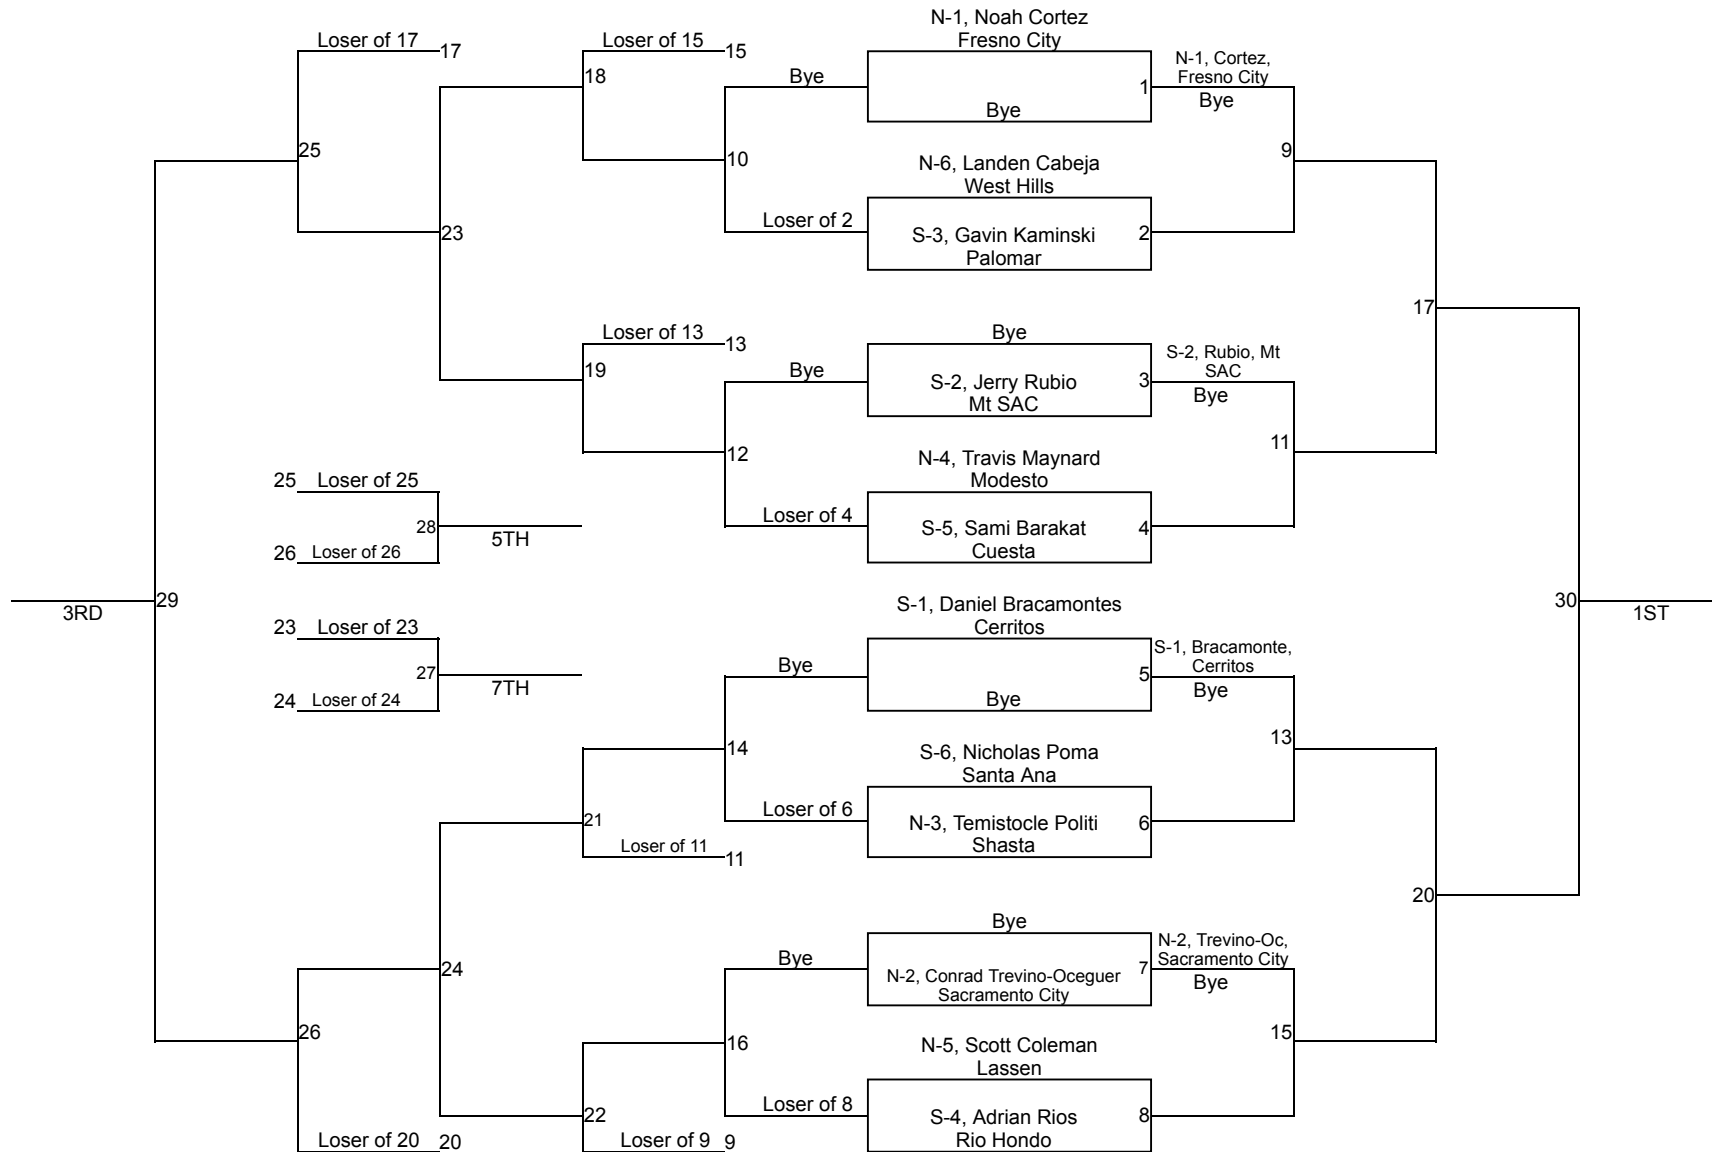 N-1, Noah Cortez
Fresno City
Loser of 17
17
Loser of 15
15
N-1, Cortez,
Fresno City
18
Bye
1
Bye
Bye
25
10
9
N-6, Landen Cabeja
West Hills
Loser of 2
S-3, Gavin Kaminski
Palomar
2
23
17
Loser of 13
13
Bye
S-2, Rubio, Mt
SAC
19
Bye
S-2, Jerry Rubio
Mt SAC
3
Bye
12
11
N-4, Travis Maynard
Modesto
25
Loser of 25
28
5TH
Loser of 4
S-5, Sami Barakat
Cuesta
4
26
Loser of 26
3RD
29
S-1, Daniel Bracamontes
Cerritos
30
1ST
23
Loser of 23
S-1, Bracamonte,
Cerritos
27
7TH
Bye
5
Bye
Bye
24
Loser of 24
14
13
S-6, Nicholas Poma
Santa Ana
21
Loser of 6
N-3, Temistocle Politi
Shasta
6
Loser of 11
11
20
Bye
N-2, Trevino-Oc,
Sacramento City
24
Bye
N-2, Conrad Trevino-Oceguer
Sacramento City
7
Bye
26
16
15
N-5, Scott Coleman
Lassen
22
Loser of 8
S-4, Adrian Rios
Rio Hondo
8
Loser of 20
20
Loser of 9
9